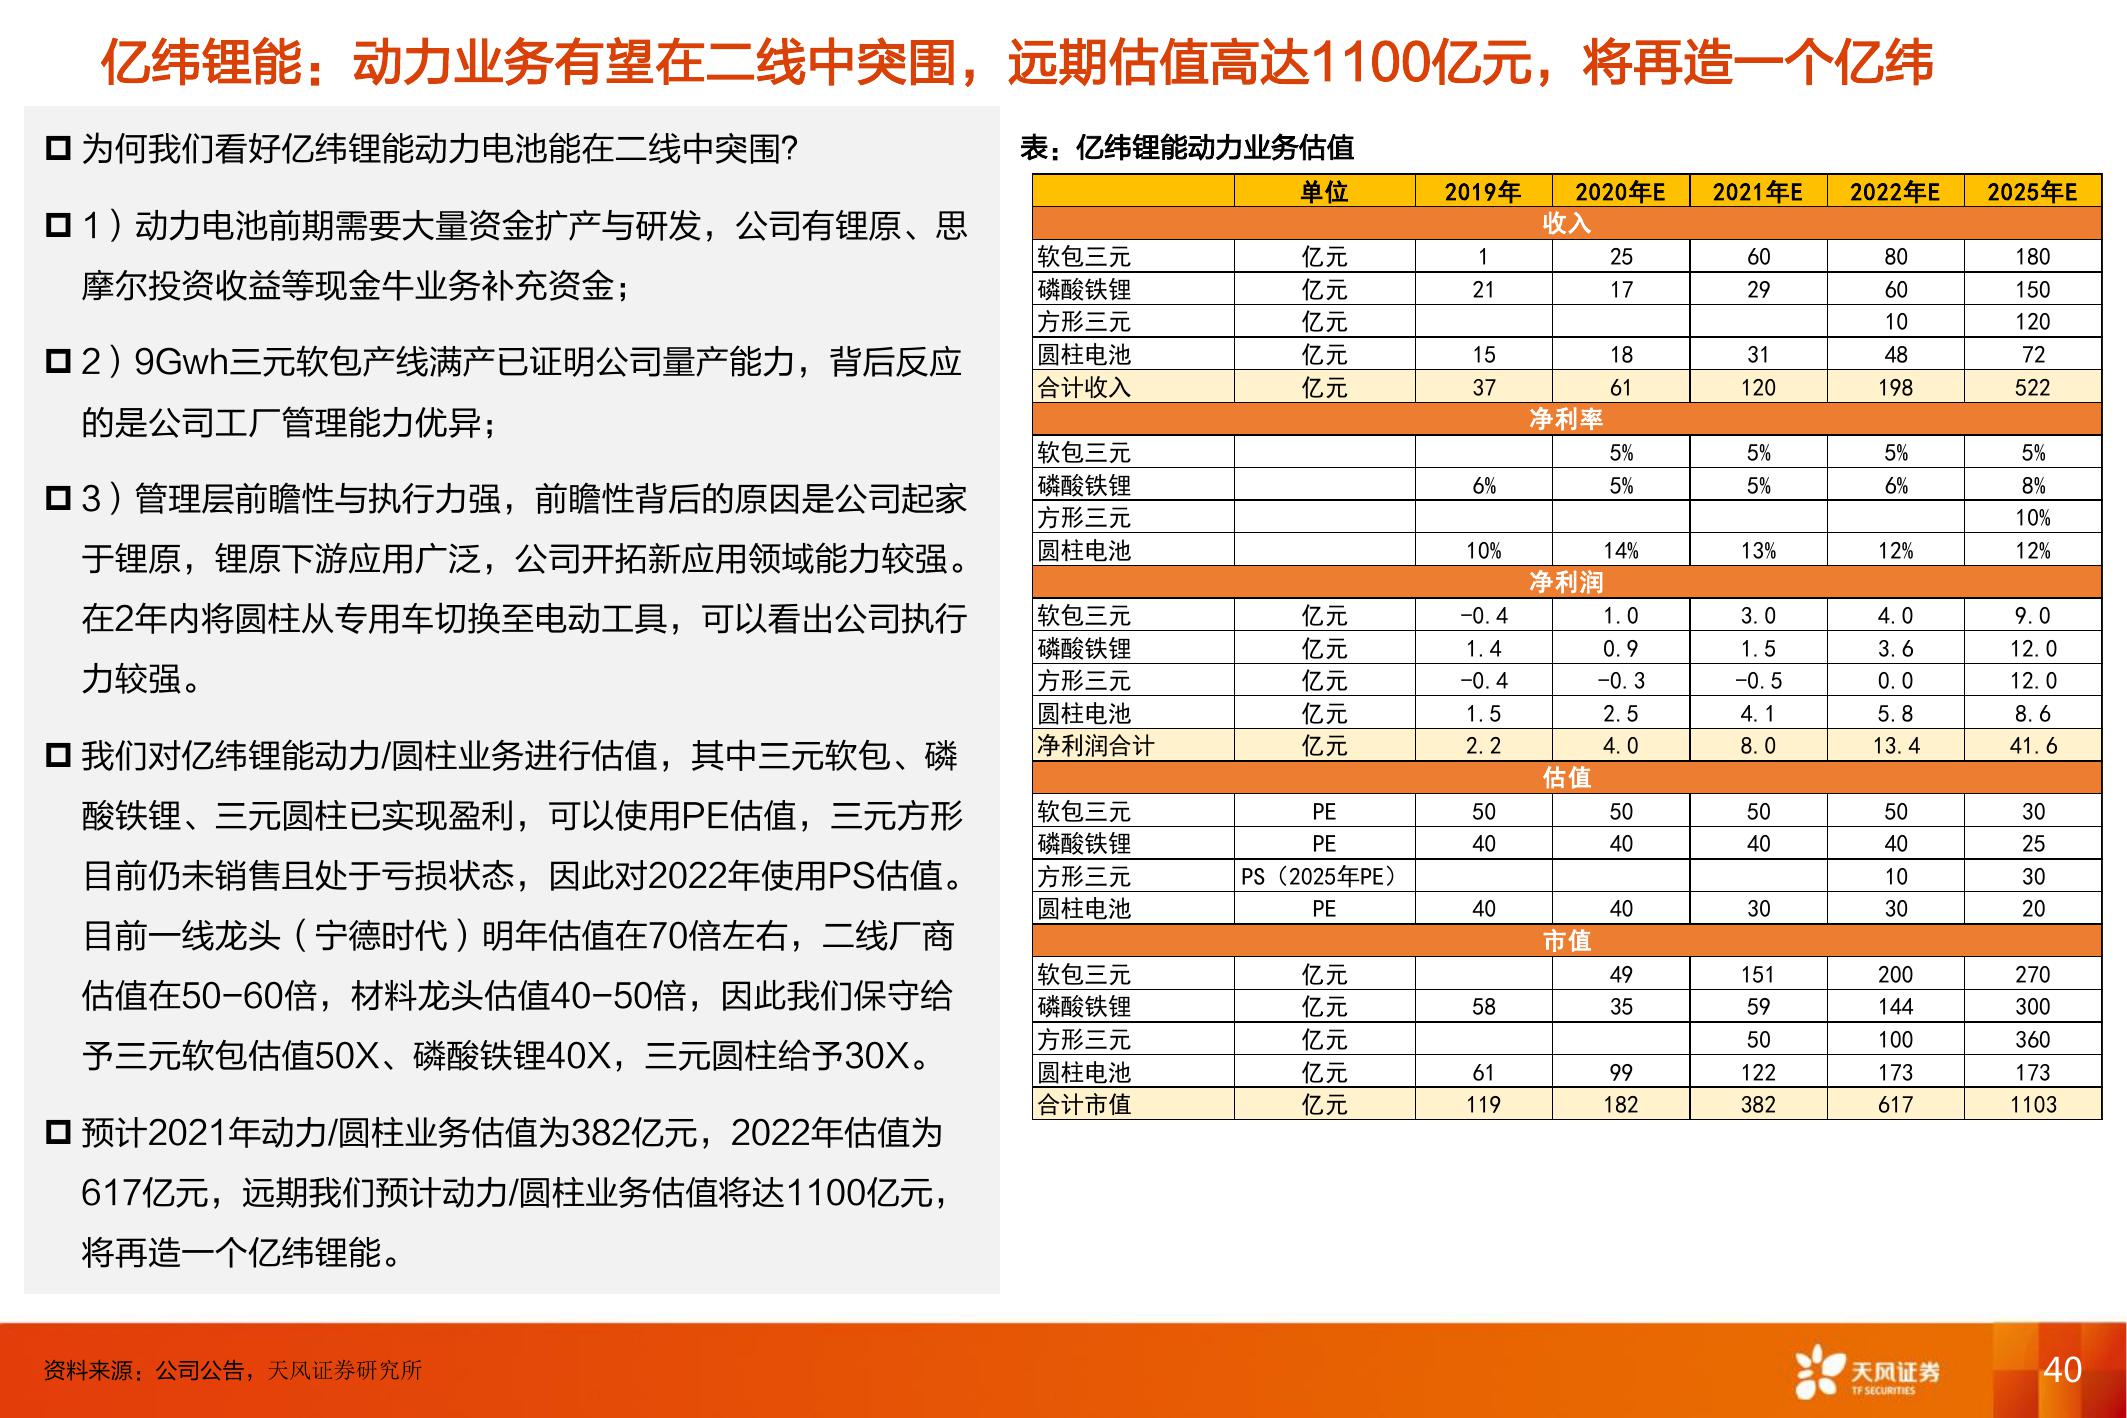 亿纬锂能：动力业务有望在二线中突围，远期估值高达1100亿元，将再造一个亿纬
为何我们看好亿纬锂能动力电池能在二线中突围？
1）动力电池前期需要大量资金扩产与研发，公司有锂原、思
摩尔投资收益等现金牛业务补充资金；
2）9Gwh三元软包产线满产已证明公司量产能力，背后反应
的是公司工厂管理能力优异；
3）管理层前瞻性与执行力强，前瞻性背后的原因是公司起家
于锂原，锂原下游应用广泛，公司开拓新应用领域能力较强。
在2年内将圆柱从专用车切换至电动工具，可以看出公司执行
力较强。
我们对亿纬锂能动力/圆柱业务进行估值，其中三元软包、磷
酸铁锂、三元圆柱已实现盈利，可以使用PE估值，三元方形
目前仍未销售且处于亏损状态，因此对2022年使用PS估值。
目前一线龙头（宁德时代）明年估值在70倍左右，二线厂商
估值在50-60倍，材料龙头估值40-50倍，因此我们保守给
予三元软包估值50X、磷酸铁锂40X，三元圆柱给予30X。
预计2021年动力/圆柱业务估值为382亿元，2022年估值为
617亿元，远期我们预计动力/圆柱业务估值将达1100亿元，
将再造一个亿纬锂能。
表：亿纬锂能动力业务估值
单位 2019年 2020年E 2021年E 2022年E 2025年E
收入
软包三元 亿元 1 25 60 80 180
磷酸铁锂 亿元 21 17 29 60 150
方形三元 亿元 10 120
圆柱电池 亿元 15 18 31 48 72
合计收入 亿元 37 61 120 198 522
净利率
软包三元 5% 5% 5% 5%
磷酸铁锂 6% 5% 5% 6% 8%
方形三元 10%
圆柱电池 10% 14% 13% 12% 12%
净利润
软包三元 亿元 -0.4 1.0 3.0 4.0 9.0
磷酸铁锂 亿元 1.4 0.9 1.5 3.6 12.0
方形三元 亿元 -0.4 -0.3 -0.5 0.0 12.0
圆柱电池 亿元 1.5 2.5 4.1 5.8 8.6
净利润合计 亿元 2.2 4.0 8.0 13.4 41.6
估值
软包三元 PE 50 50 50 50 30
磷酸铁锂 PE 40 40 40 40 25
方形三元 PS（2025年PE） 10 30
圆柱电池 PE 40 40 30 30 20
市值
软包三元 亿元 49 151 200 270
磷酸铁锂 亿元 58 35 59 144 300
方形三元 亿元 50 100 360
圆柱电池 亿元 61 99 122 173 173
合计市值 亿元 119 182 382 617 1103
资料来源：公司公告，天风证券研究所
天风证券
TF SECURITIES
40